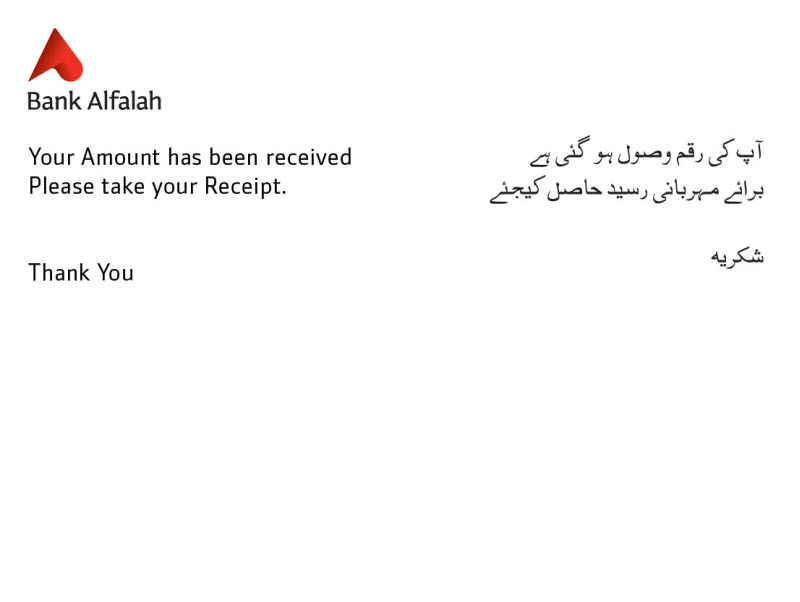 Bank Alfalah
Your Amount has been received
Please take your Receipt.
Thank You
آپ کی رقم وصول ہو گئی ہے
برائے مہربانی رسید حاصل کیجئے
شکریہ